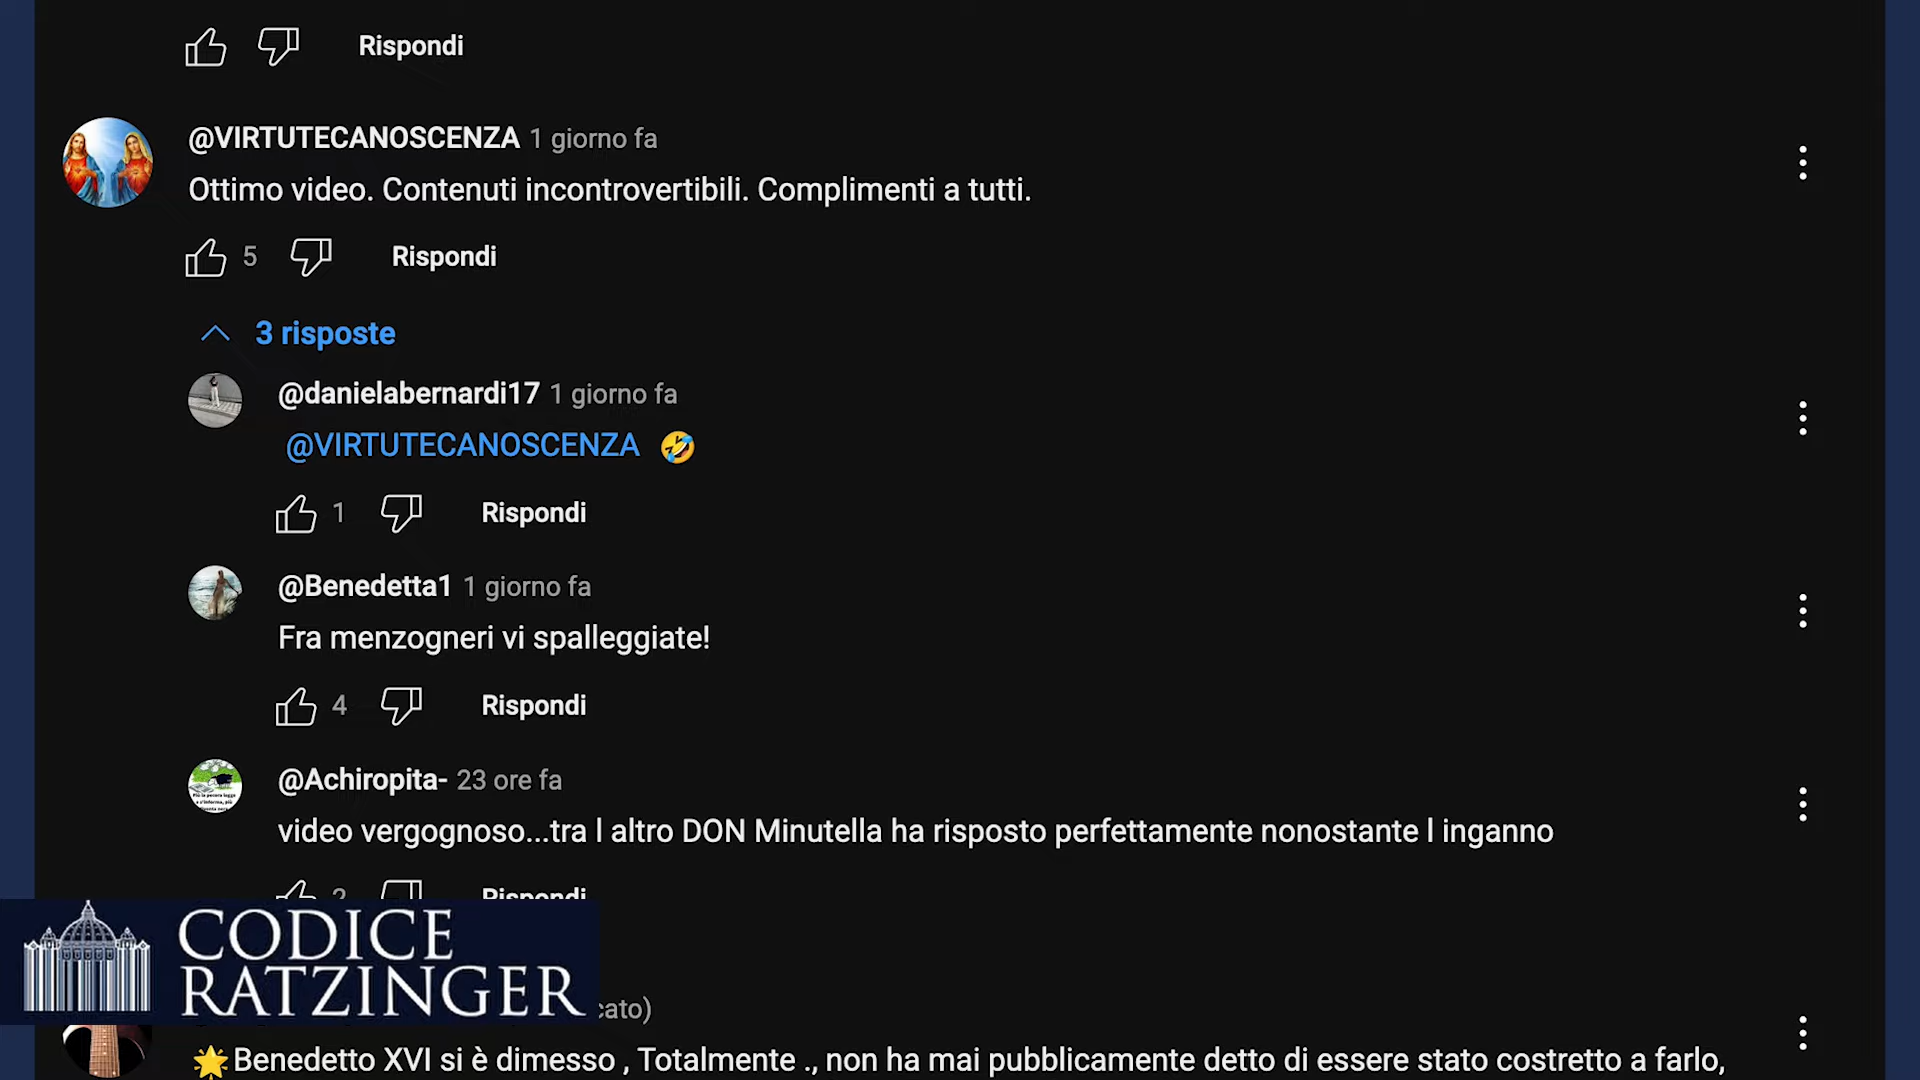 Rispondi
@VIRTUTECANOSCENZA 1 giorno fa
Ottimo video. Contenuti incontrovertibili. Complimenti a tutti.
5 Rispondi
3 risposte
@danielabernardi17 1 giorno fa
@VIRTUTECANOSCENZA 🤣
1 Rispondi
@Benedetta1 1 giorno fa
Fra menzogneri vi spalleggiate!
4 Rispondi
@Achiropita- 23 ore fa
video vergognoso...tra l altro DON Minutella ha risposto perfettamente nonostante l inganno
2 Rispondi
CODICE
RATZINGER
cato)
🌟Benedetto XVI si è dimesso , Totalmente ., non ha mai pubblicamente detto di essere stato costretto a farlo,